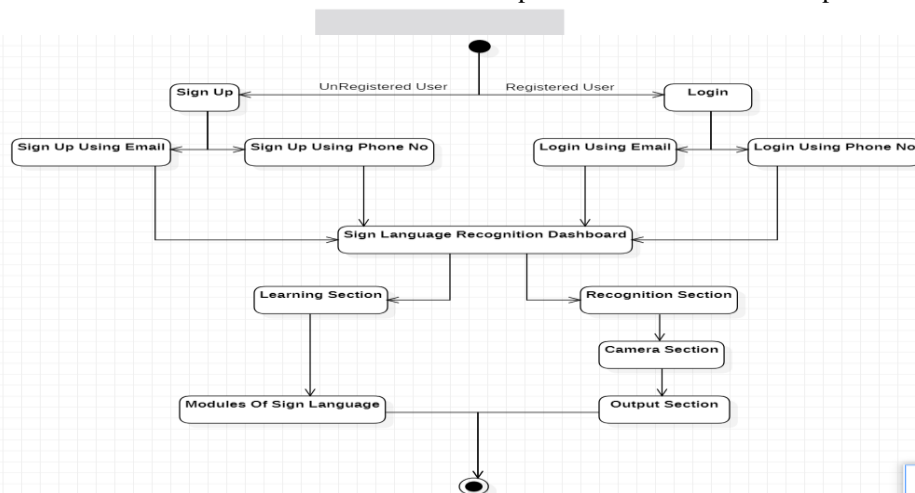 UnRegistered User
Registered User
Sign Up
Login
Sign Up Using Email
Sign Up Using Phone No
Login Using Email
Login Using Phone No
Sign Language Recognition Dashboard
Learning Section
Recognition Section
Camera Section
Modules Of Sign Language
Output Section